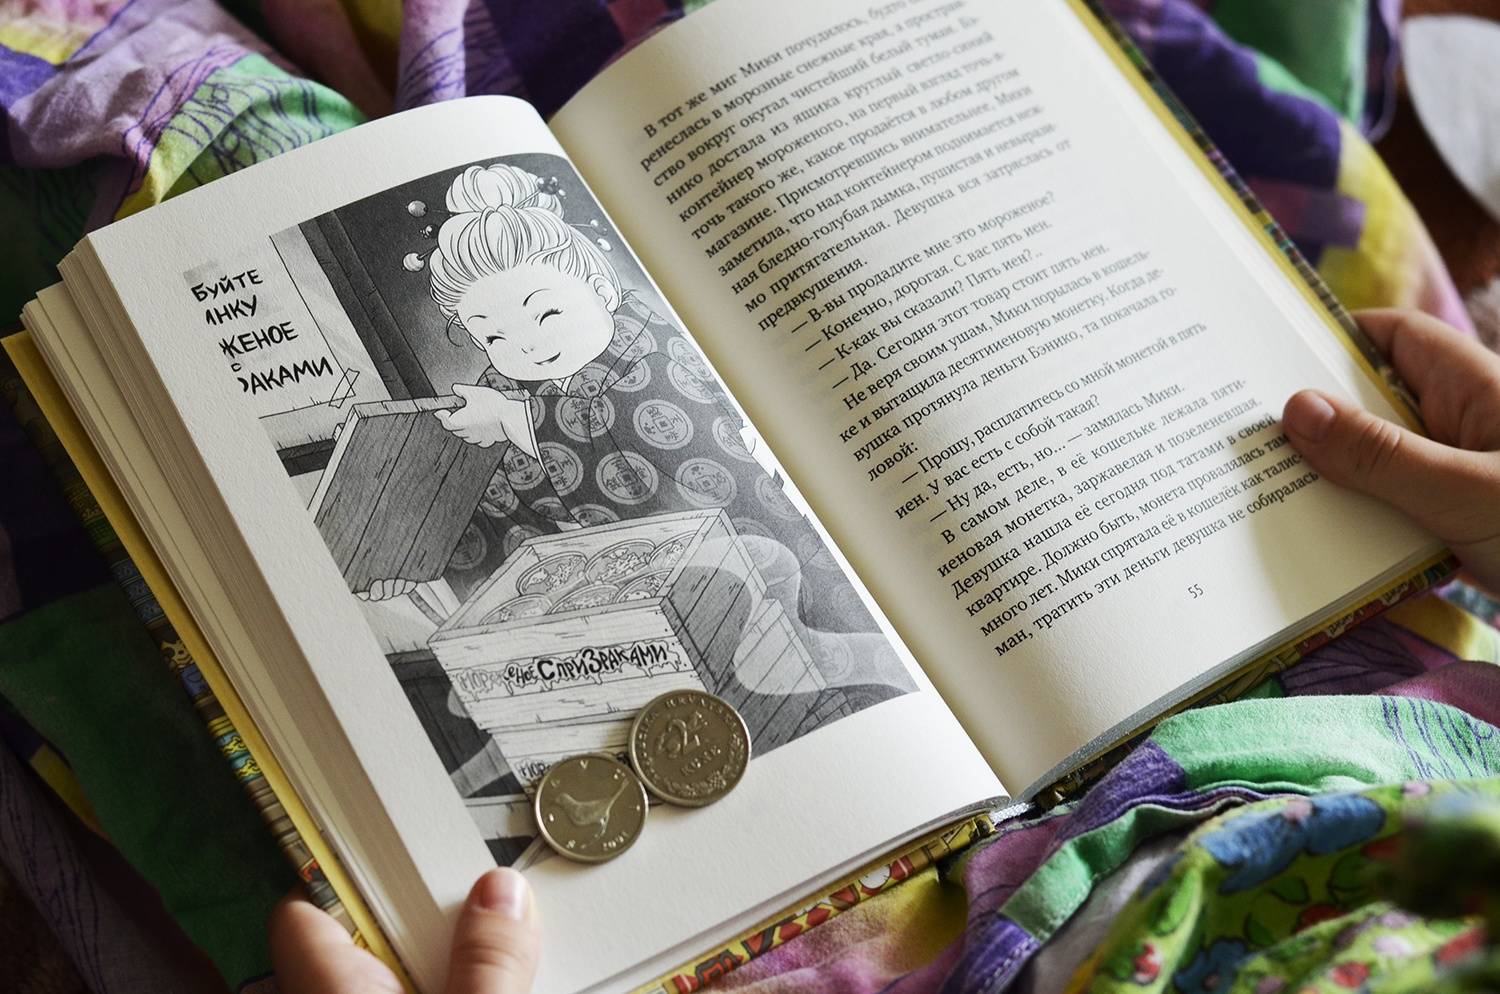 БУЙТЕ
ИНКУ
ЖЕНОЕ
С
РАКАМИ
С ПРИЗРАКАМИ
2
KUNE
2001
В тот же миг Мики почудилось, будто
ренеслась в морозные снежные края, а простран-
ство вокруг окутал чистейший белый туман. Бэ-
нико достала из ящика круглый светло-синий
контейнер мороженого, на первый взгляд точь-в-
точь такого же, какое продаётся в любом другом
магазине. Присмотревшись внимательнее, Мики
заметила, что над контейнером поднимается неж-
ная бледно-голубая дымка, пушистая и невырази-
мо притягательная. Девушка вся затряслась от
предвкушения.
— В-вы продадите мне это мороженое?
— Конечно, дорогая. С вас пять иен.
— К-как вы сказали? Пять иен?..
— Да. Сегодня этот товар стоит пять иен.
Не веря своим ушам, Мики порылась в кошель-
ке и вытащила десятииеновую монетку. Когда де-
вушка протянула деньги Бэнико, та покачала го-
ловой:
— Прошу, расплатитесь со мной монетой в пять
иен. У вас есть с собой такая?
— Ну да, есть, но... — замялась Мики.
В самом деле, в её кошельке лежала пяти-
иеновая монетка, заржавелая и позеленевшая.
Девушка нашла её сегодня под татами в своей
квартире. Должно быть, монета провалялась там
много лет. Мики спрятала её в кошелёк как талис-
ман, тратить эти деньги девушка не собиралась
55